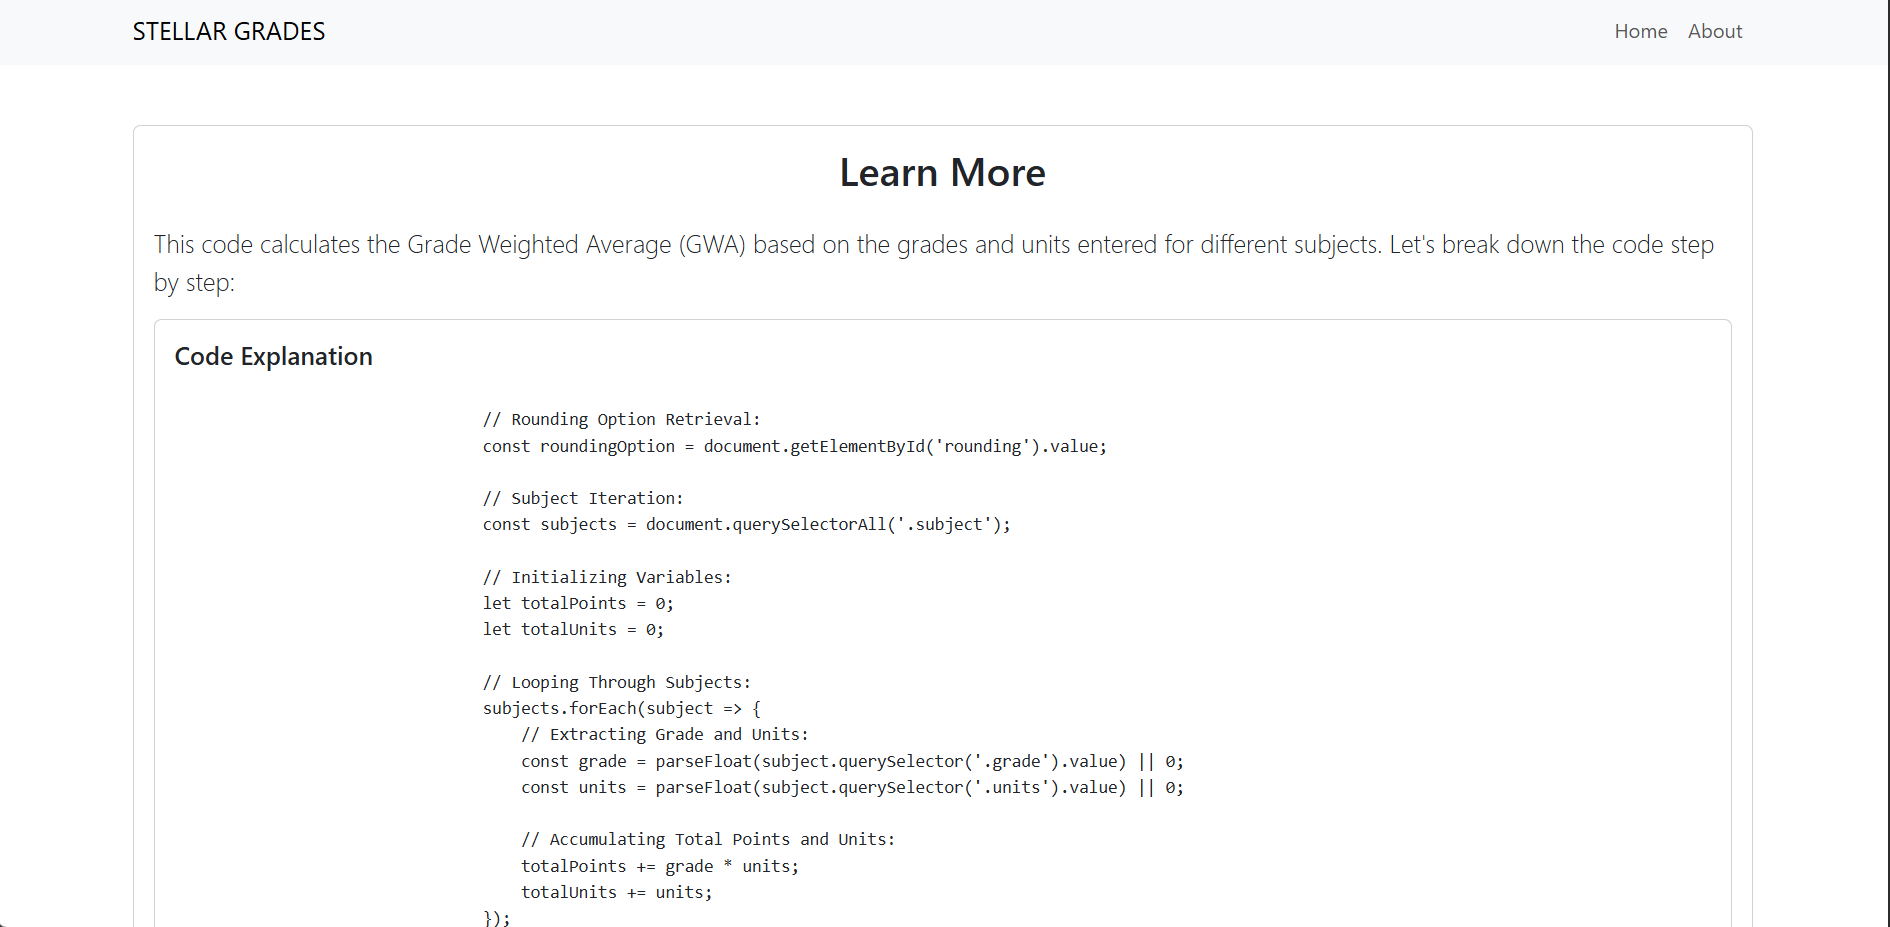 STELLAR GRADES
Home About
Learn More
This code calculates the Grade Weighted Average (GWA) based on the grades and units entered for different subjects. Let's break down the code step
by step:
Code Explanation
// Rounding Option Retrieval:
const roundingOption = document.getElementById('rounding').value;
// Subject Iteration:
const subjects = document.querySelectorAll('.subject');
// Initializing Variables:
let totalPoints = 0;
let totalUnits = 0;
// Looping Through Subjects:
subjects.forEach(subject => {
    // Extracting Grade and Units:
    const grade = parseFloat(subject.querySelector('.grade').value) || 0;
    const units = parseFloat(subject.querySelector('.units').value) || 0;
    // Accumulating Total Points and Units:
    totalPoints += grade * units;
    totalUnits += units;
});